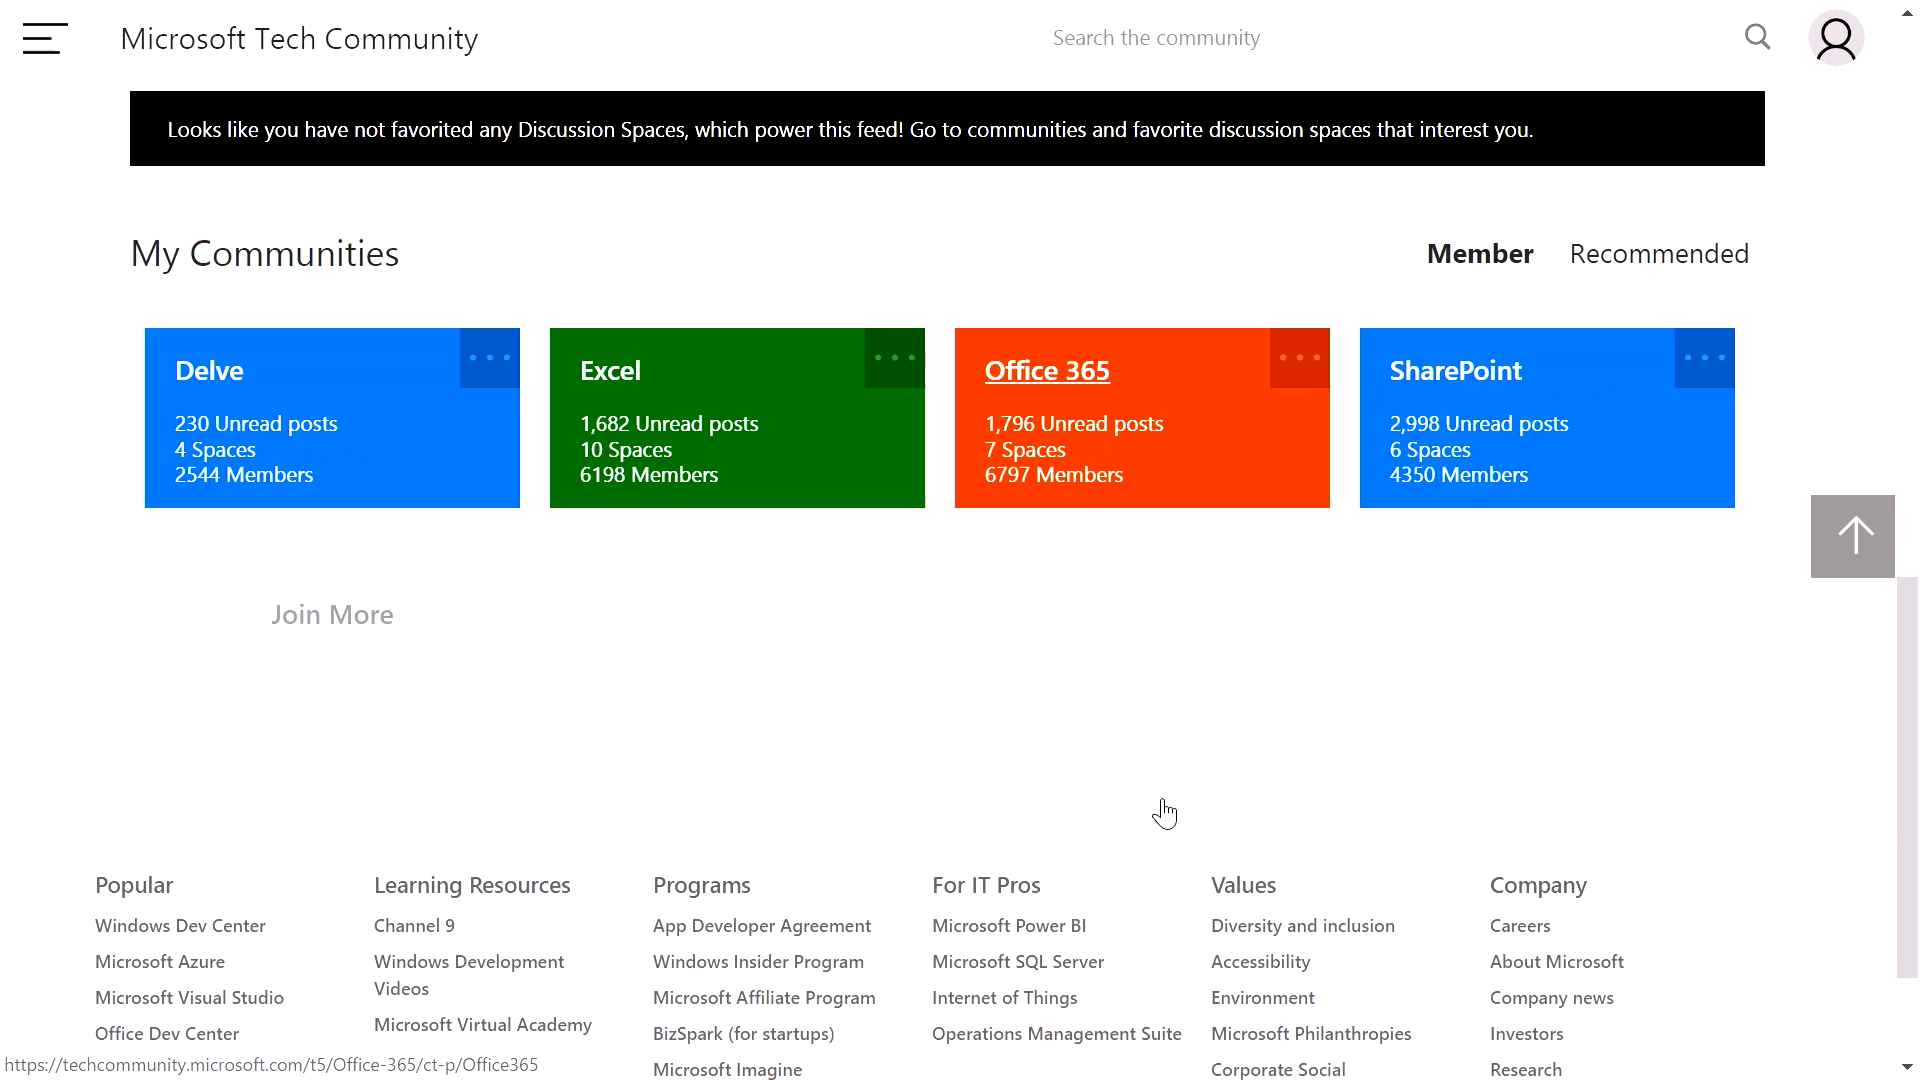 Microsoft Tech Community
Search the community
Looks like you have not favorited any Discussion Spaces, which power this feed! Go to communities and favorite discussion spaces that interest you.
My Communities
Member
Recommended
Delve
230 Unread posts
4 Spaces
2544 Members
Excel
1,682 Unread posts
10 Spaces
6198 Members
Office 365
1,796 Unread posts
7 Spaces
6797 Members
SharePoint
2,998 Unread posts
6 Spaces
4350 Members
Join More
Popular
Windows Dev Center
Microsoft Azure
Microsoft Visual Studio
Office Dev Center
Learning Resources
Channel 9
Windows Development
Videos
Microsoft Virtual Academy
Programs
App Developer Agreement
Windows Insider Program
Microsoft Affiliate Program
BizSpark (for startups)
Microsoft Imagine
For IT Pros
Microsoft Power BI
Microsoft SQL Server
Internet of Things
Operations Management Suite
Values
Diversity and inclusion
Accessibility
Environment
Microsoft Philanthropies
Corporate Social
Company
Careers
About Microsoft
Company news
Investors
Research
https://techcommunity.microsoft.com/t5/Office-365/ct-p/Office365